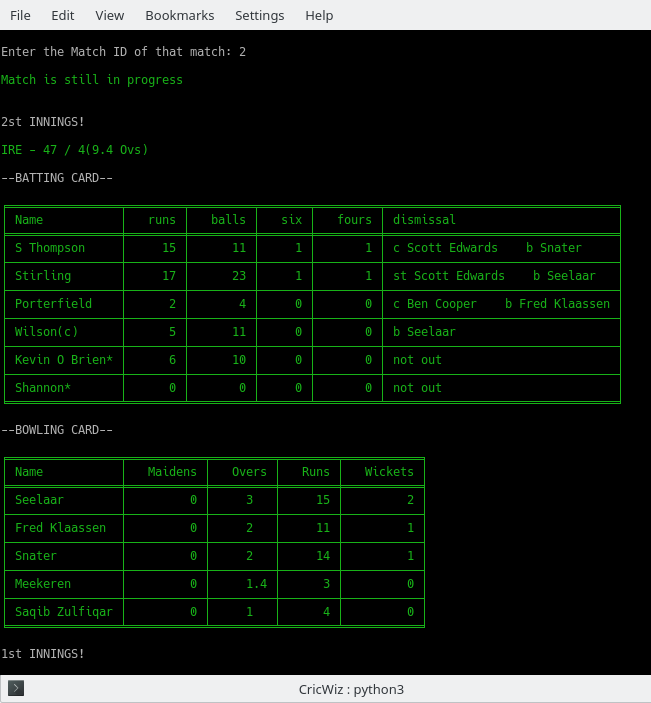 File Edit View Bookmarks Settings Help
Enter the Match ID of that match: 2
Match is still in progress
2st INNINGS!
IRE - 47 / 4(9.4 Ovs)
--BATTING CARD--
Name runs balls six fours dismissal
S Thompson 15 11 1 1 c Scott Edwards b Snater
Stirling 17 23 1 1 st Scott Edwards b Seelaar
Porterfield 2 4 0 0 c Ben Cooper b Fred Klaassen
Wilson(c) 5 11 0 0 b Seelaar
Kevin O Brien* 6 10 0 0 not out
Shannon* 0 0 0 0 not out
--BOWLING CARD--
Name Maidens Overs Runs Wickets
Seelaar 0 3 15 2
Fred Klaassen 0 2 11 1
Snater 0 2 14 1
Meekeren 0 1.4 3 0
Saqib Zulfiqar 0 1 4 0
1st INNINGS!
CricWiz : python3